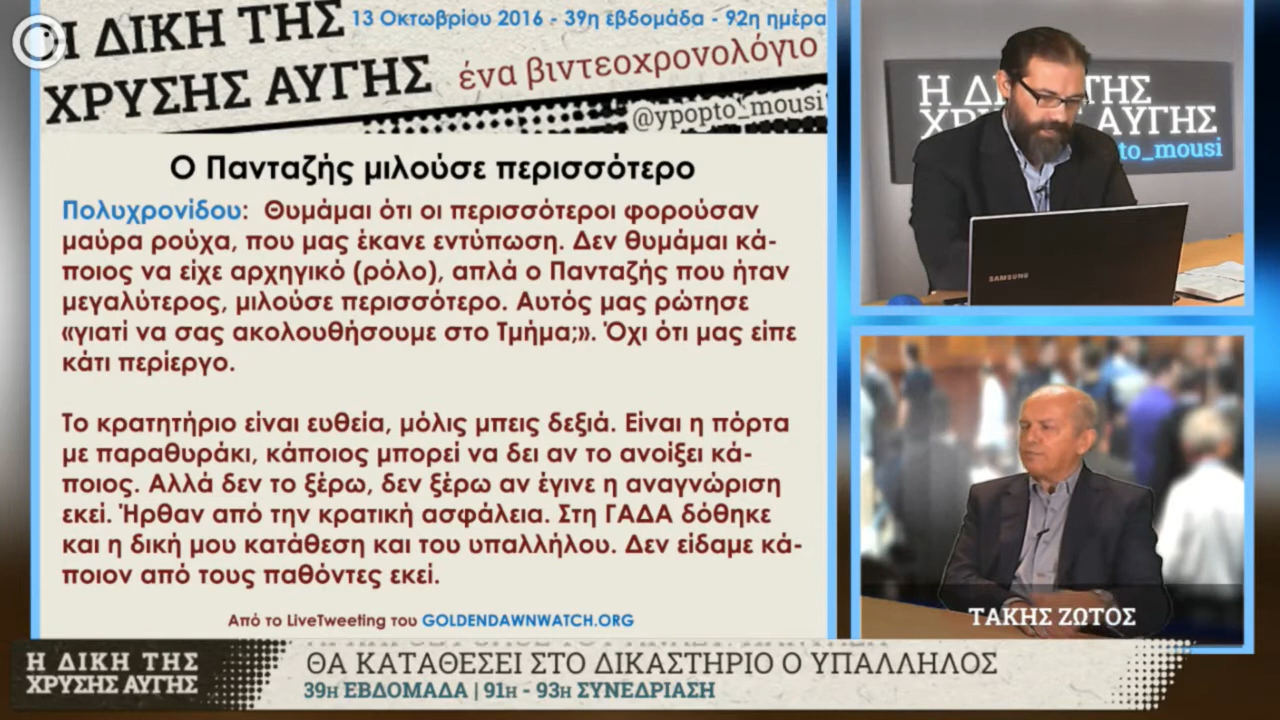 Η ΔΙΚΗ ΤΗΣ
ΧΡΥΣΗΣ ΑΥΓΗΣ
13 Οκτωβρίου 2016 - 39η εβδομάδα - 92η ημέρα
ένα βιντεοχρονολόγιο
@ypopto_mousi
Ο Πανταζής μιλούσε περισσότερο
Πολυχρονίδου: Θυμάμαι ότι οι περισσότεροι φορούσαν
μαύρα ρούχα, που μας έκανε εντύπωση. Δεν θυμάμαι κά-
ποιος να είχε αρχηγικό (ρόλο), απλά ο Πανταζής που ήταν
μεγαλύτερος, μιλούσε περισσότερο. Αυτός μας ρώτησε
«γιατί να σας ακολουθήσουμε στο Τμήμα;». Όχι ότι μας είπε
κάτι περίεργο.
Το κρατητήριο είναι ευθεία, μόλις μπεις δεξιά. Είναι η πόρτα
με παραθυράκι, κάποιος μπορεί να δει αν το ανοίξει κά-
ποιος. Αλλά δεν το ξέρω, δεν ξέρω αν έγινε η αναγνώριση
εκεί. Ήρθαν από την κρατική ασφάλεια. Στη ΓΑΔΑ δόθηκε
και η δική μου κατάθεση και του υπαλλήλου. Δεν είδαμε κά-
ποιον από τους παθόντες εκεί.
Από το LiveTweeting του GOLDENDAWNWATCH.ORG
Η ΔΙ ΤΗΣ
ΧΡ ΑΥΓΗΣ
pto_mousi
SAMSUNG
ΤΑΚΗΣ ΖΩΤΟΣ
Η ΔΙΚΗ ΤΗΣ
ΧΡΥΣΗΣ ΑΥΓΗΣ
ΘΑ ΚΑΤΑΘΕΣΕΙ ΣΤΟ ΔΙΚΑΣΤΗΡΙΟ Ο ΥΠΑΛΛΗΛΟΣ
39η ΕΒΔΟΜΑΔΑ | 91η - 93η ΣΥΝΕΔΡΙΑΣΗ